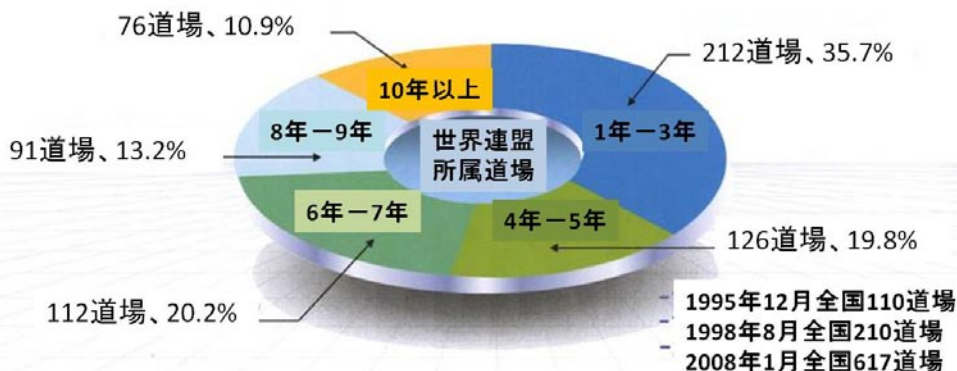 76道場、10.9%
212道場、35.7%
10年以上
8年－9年
世界連盟
所属道場
1年－3年
91道場、13.2%
6年－7年
4年－5年
126道場、19.8%
112道場、20.2%
1995年12月全国110道場
1998年8月全国210道場
2008年1月全国617道場